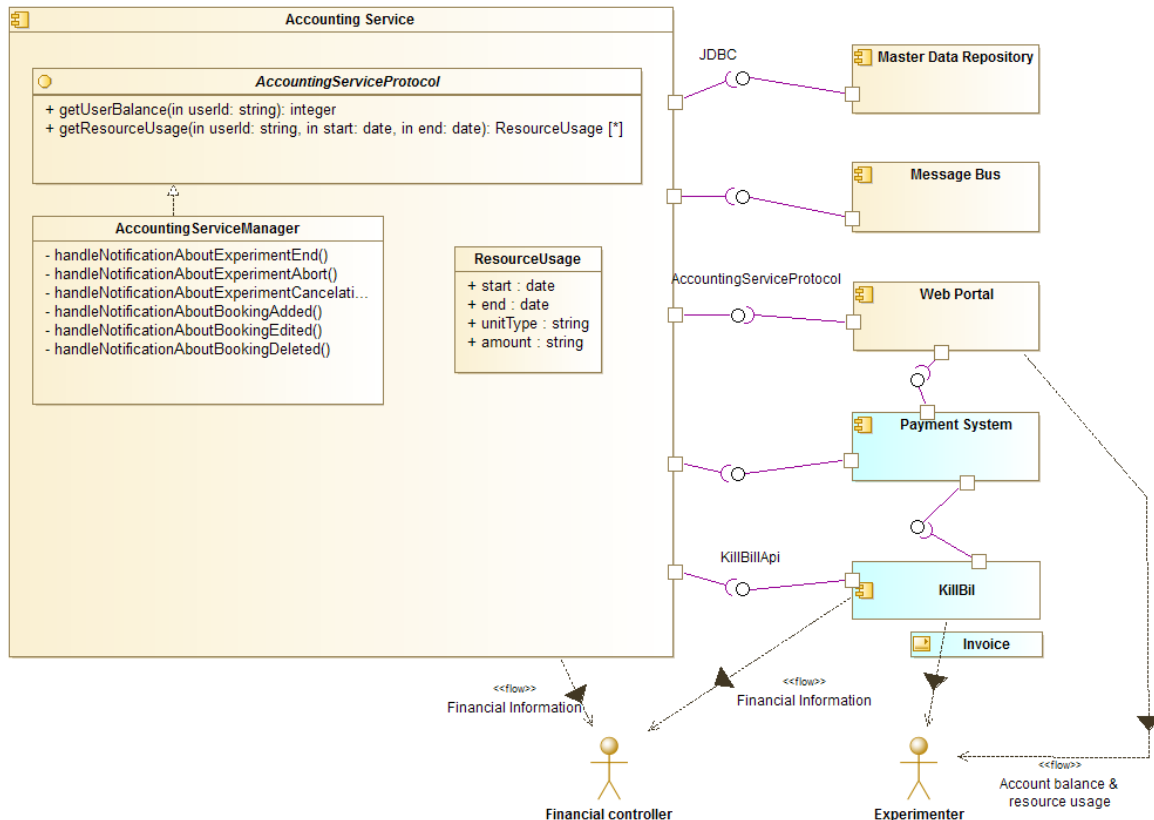 Accounting Service
AccountingServiceProtocol
+ getUserBalance(in userId: string): integer
+ getResourceUsage(in userId: string, in start: date, in end: date): ResourceUsage [*]
AccountingServiceManager
- handleNotificationAboutExperimentEnd()
- handleNotificationAboutExperimentAbort()
- handleNotificationAboutExperimentCancelati...
- handleNotificationAboutBookingAdded()
- handleNotificationAboutBookingEdited()
- handleNotificationAboutBookingDeleted()
ResourceUsage
+ start : date
+ end : date
+ unitType : string
+ amount : string
JDBC
Master Data Repository
Message Bus
AccountingServiceProtocol
Web Portal
Payment System
KillBillApi
KillBil
Invoice
<<flow>>
Financial Information
<<flow>>
Financial Information
<<flow>>
Account balance &
resource usage
Financial controller
Experimenter